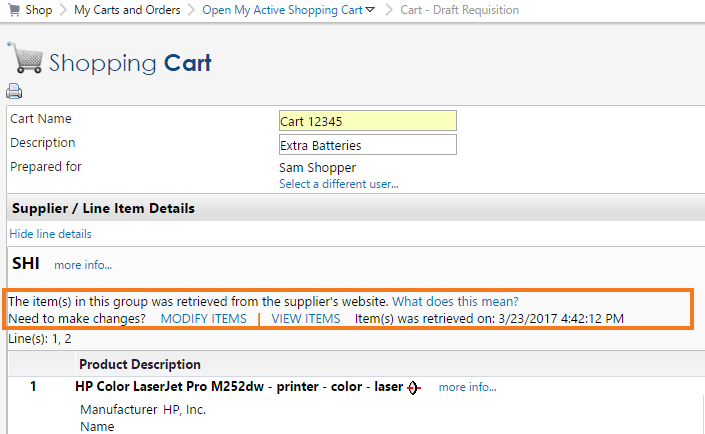 Shop > My Carts and Orders > Open My Active Shopping Cart > Cart - Draft Requisition
Shopping Cart
Cart Name Cart 12345
Description Extra Batteries
Prepared for Sam Shopper
Select a different user...
Supplier / Line Item Details
Hide line details
SHI more info...
The item(s) in this group was retrieved from the supplier's website. What does this mean?
Need to make changes? MODIFY ITEMS | VIEW ITEMS Item(s) was retrieved on: 3/23/2017 4:42:12 PM
Line(s): 1, 2
Product Description
1 HP Color LaserJet Pro M252dw - printer - color - laser more info...
Manufacturer HP, Inc.
Name